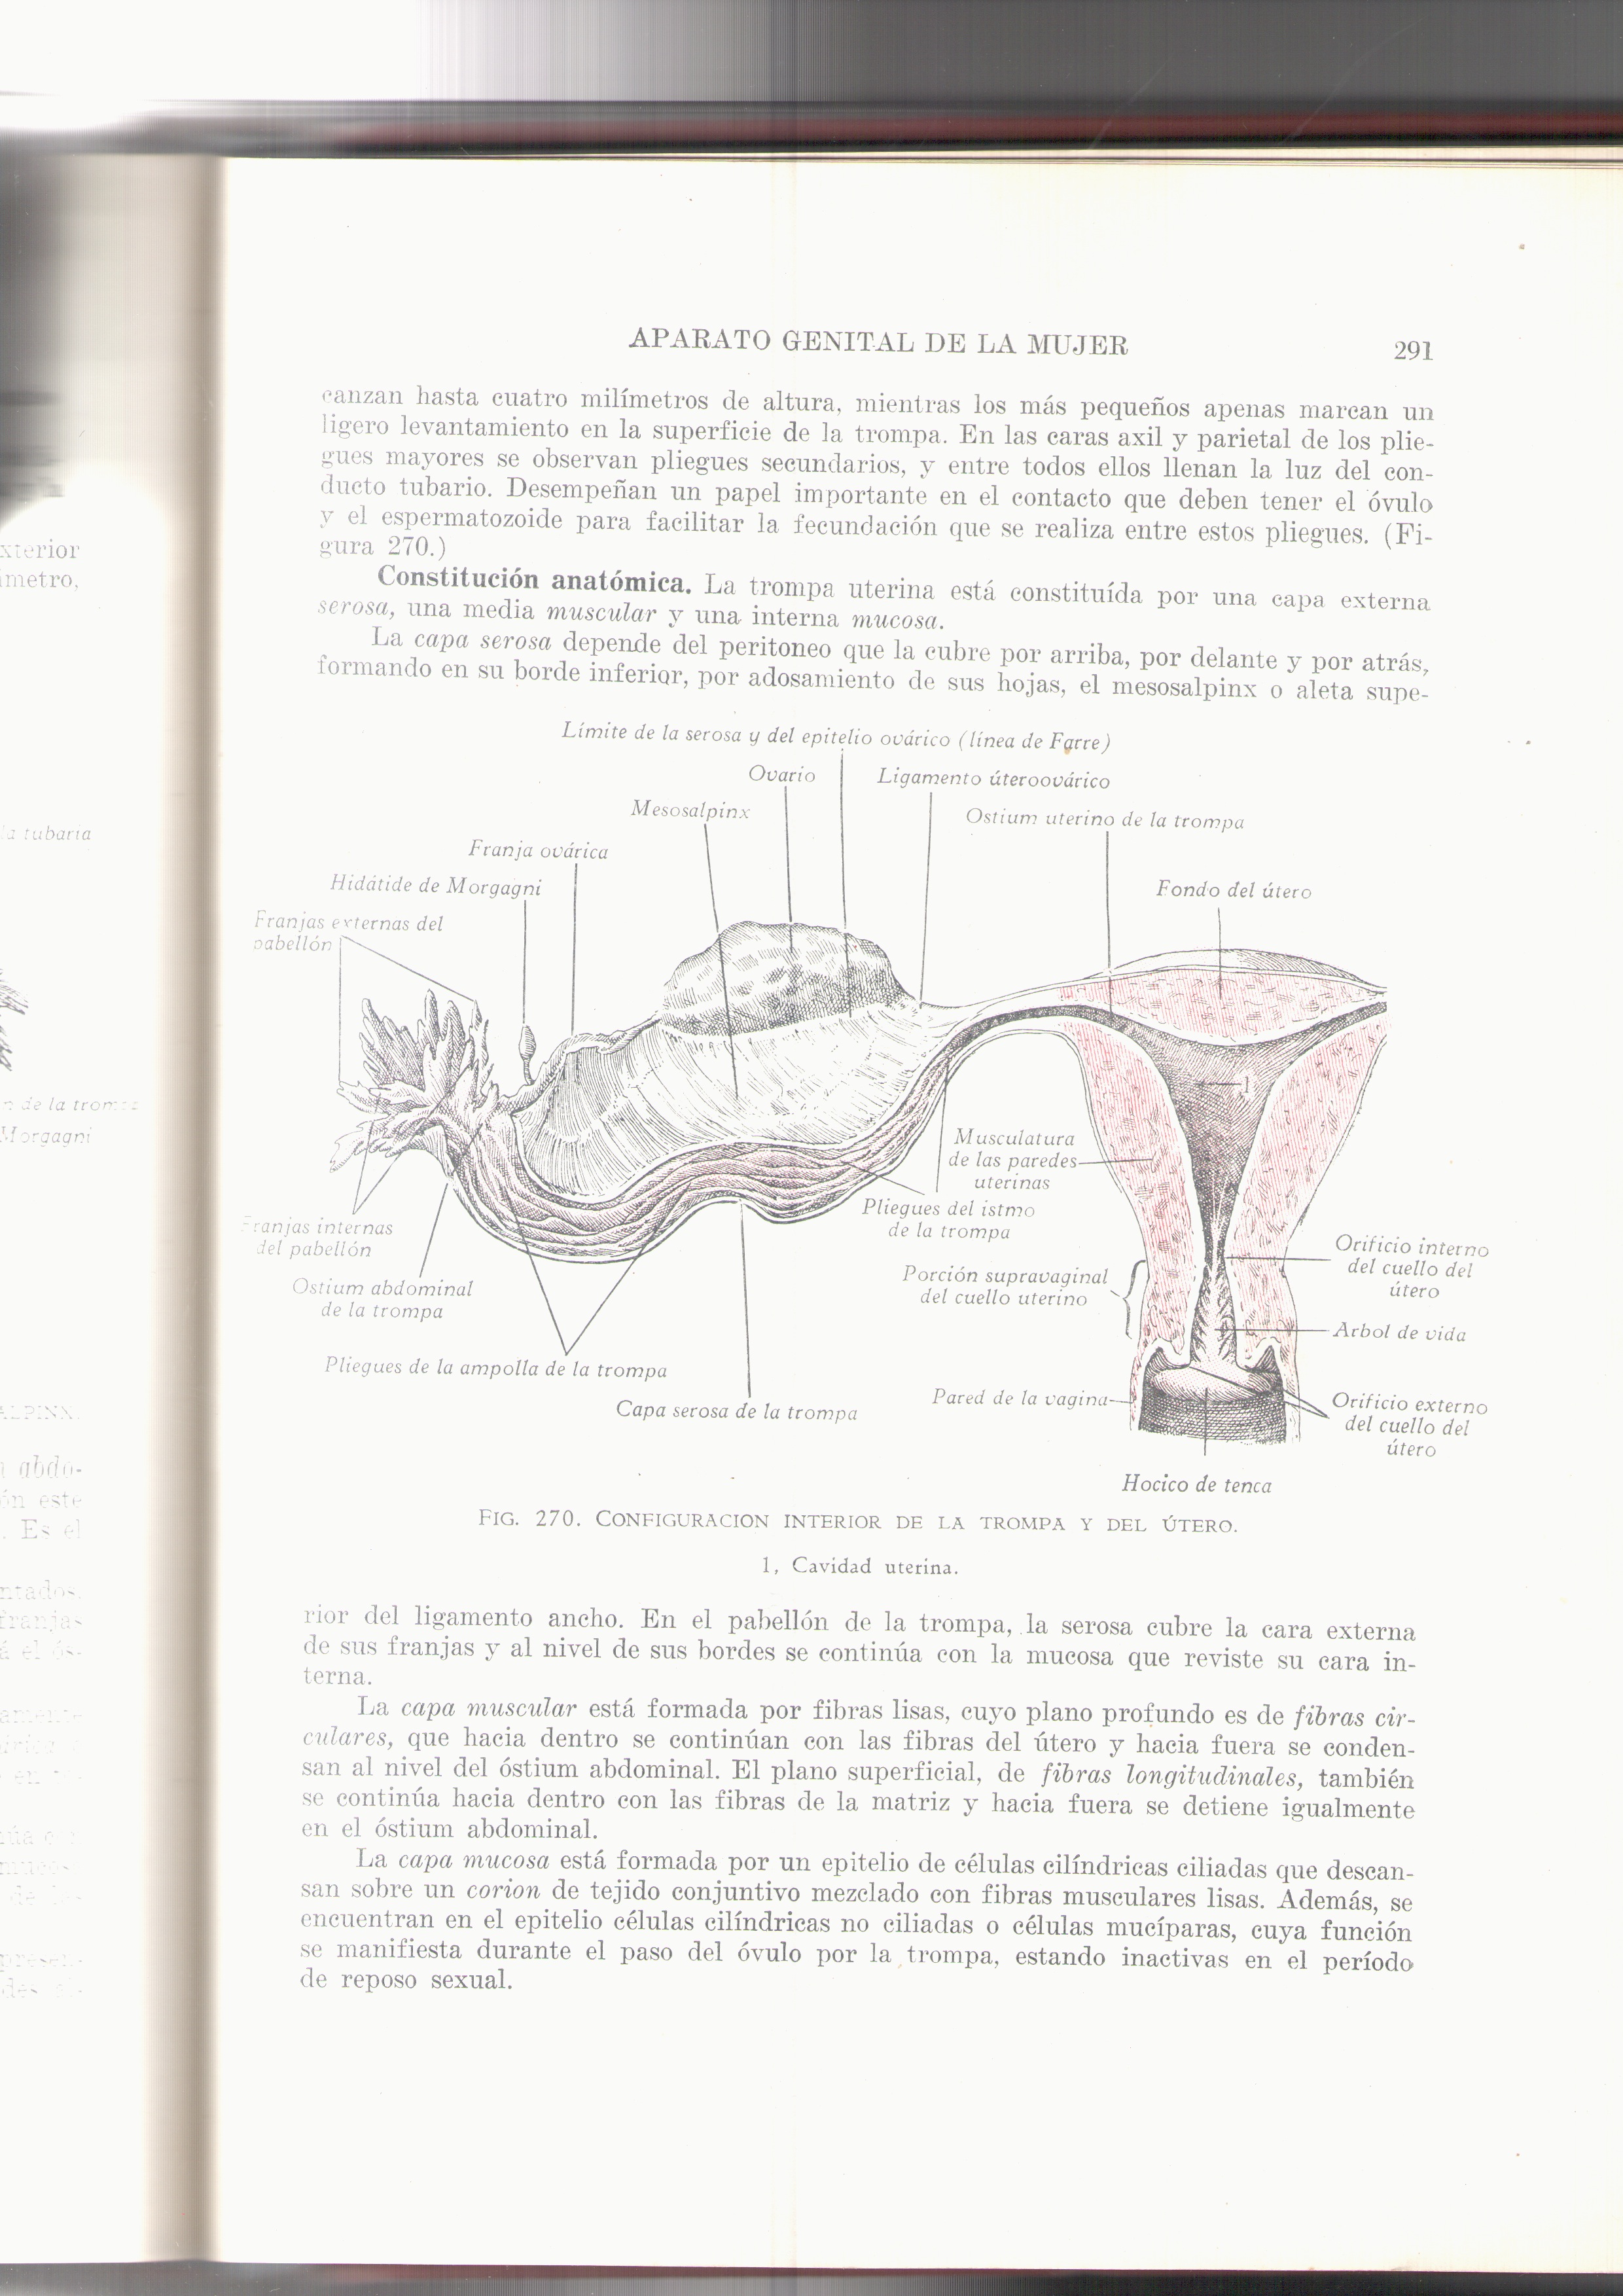 APARATO GENITAL DE LA MUJER
291
canzan hasta cuatro milímetros de altura, mientras los más pequeños apenas marcan un
ligero levantamiento en la superficie de la trompa. En las caras axil y parietal de los plie-
gues mayores se observan pliegues secundarios, y entre todos ellos llenan la luz del con-
ducto tubario. Desempeñan un papel importante en el contacto que deben tener el óvulo
y el espermatozoide para facilitar la fecundación que se realiza entre estos pliegues. (Fi-
gura 270.)
Constitución anatómica. La trompa uterina está constituída por una capa externa
serosa, una media muscular y una interna mucosa.
La capa serosa depende del peritoneo que la cubre por arriba, por delante y por atrás,
formando en su borde inferior, por adosamiento de sus hojas, el mesosalpinx o aleta supe-
Límite de la serosa y del epitelio ovárico (línea de Farre)
Ovario
Ligamento úteroovárico
Mesosalpinx
Ostium uterino de la trompa
Franja ovárica
Hidátide de Morgagni
Fondo del útero
Franjas externas del
pabellón
1
Musculatura
de las paredes
uterinas
Pliegues del istmo
de la trompa
Franjas internas
del pabellón
Orificio interno
del cuello del
útero
Porción supravaginal
del cuello uterino
Ostium abdominal
de la trompa
Arbol de vida
Pliegues de la ampolla de la trompa
Pared de la vagina
Orificio externo
del cuello del
útero
Capa serosa de la trompa
Hocico de tenca
FIG. 270. CONFIGURACION INTERIOR DE LA TROMPA Y DEL ÚTERO.
1, Cavidad uterina.
rior del ligamento ancho. En el pabellón de la trompa, la serosa cubre la cara externa
de sus franjas y al nivel de sus bordes se continúa con la mucosa que reviste su cara in-
terna.
La capa muscular está formada por fibras lisas, cuyo plano profundo es de fibras cir-
culares, que hacia dentro se continúan con las fibras del útero y hacia fuera se conden-
san al nivel del óstium abdominal. El plano superficial, de fibras longitudinales, también
se continúa hacia dentro con las fibras de la matriz y hacia fuera se detiene igualmente
en el óstium abdominal.
La capa mucosa está formada por un epitelio de células cilíndricas ciliadas que descan-
san sobre un corion de tejido conjuntivo mezclado con fibras musculares lisas. Además, se
encuentran en el epitelio células cilíndricas no ciliadas o células mucíparas, cuya función
se manifiesta durante el paso del óvulo por la trompa, estando inactivas en el período
de reposo sexual.